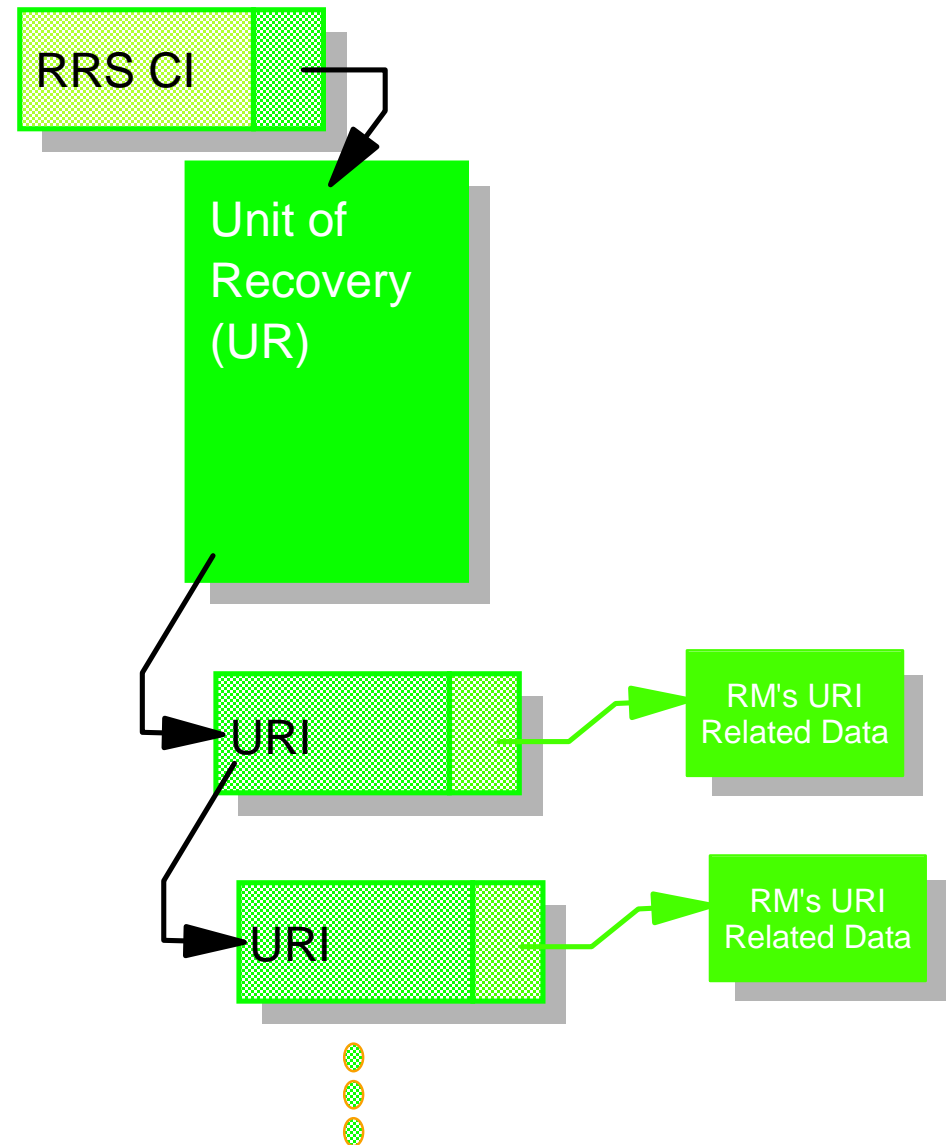 RRS CI
Unit of
Recovery
(UR)
URI
RM's URI
Related Data
URI
RM's URI
Related Data